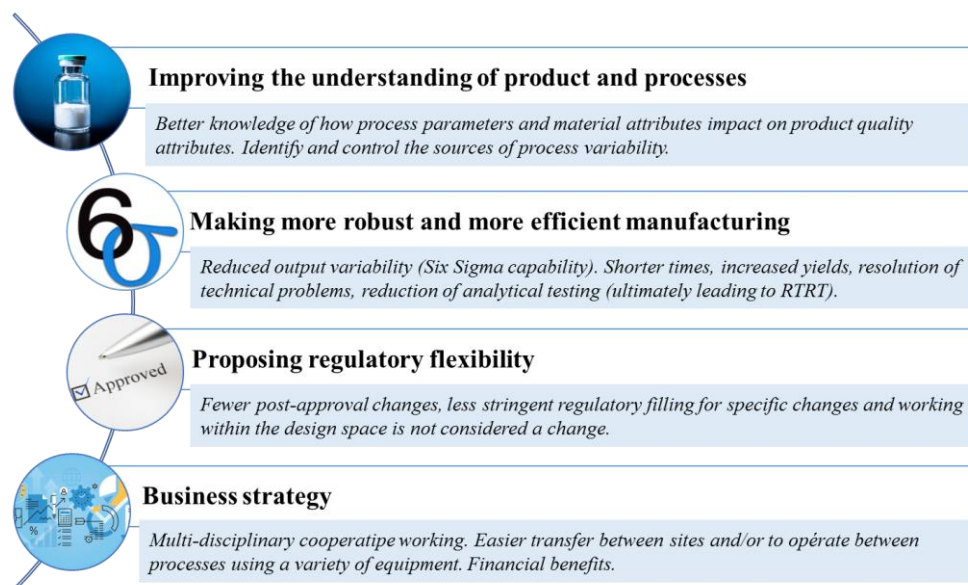 Improving the understanding of product and processes
Better knowledge of how process parameters and material attributes impact on product quality
attributes. Identify and control the sources of process variability.
6σ
Making more robust and more efficient manufacturing
Reduced output variability (Six Sigma capability). Shorter times, increased yields, resolution of
technical problems, reduction of analytical testing (ultimately leading to RTRT).
Approved
Proposing regulatory flexibility
Fewer post-approval changes, less stringent regulatory filling for specific changes and working
within the design space is not considered a change.
%
Business strategy
Multi-disciplinary cooperatipe working. Easier transfer between sites and/or to opérate between
processes using a variety of equipment. Financial benefits.